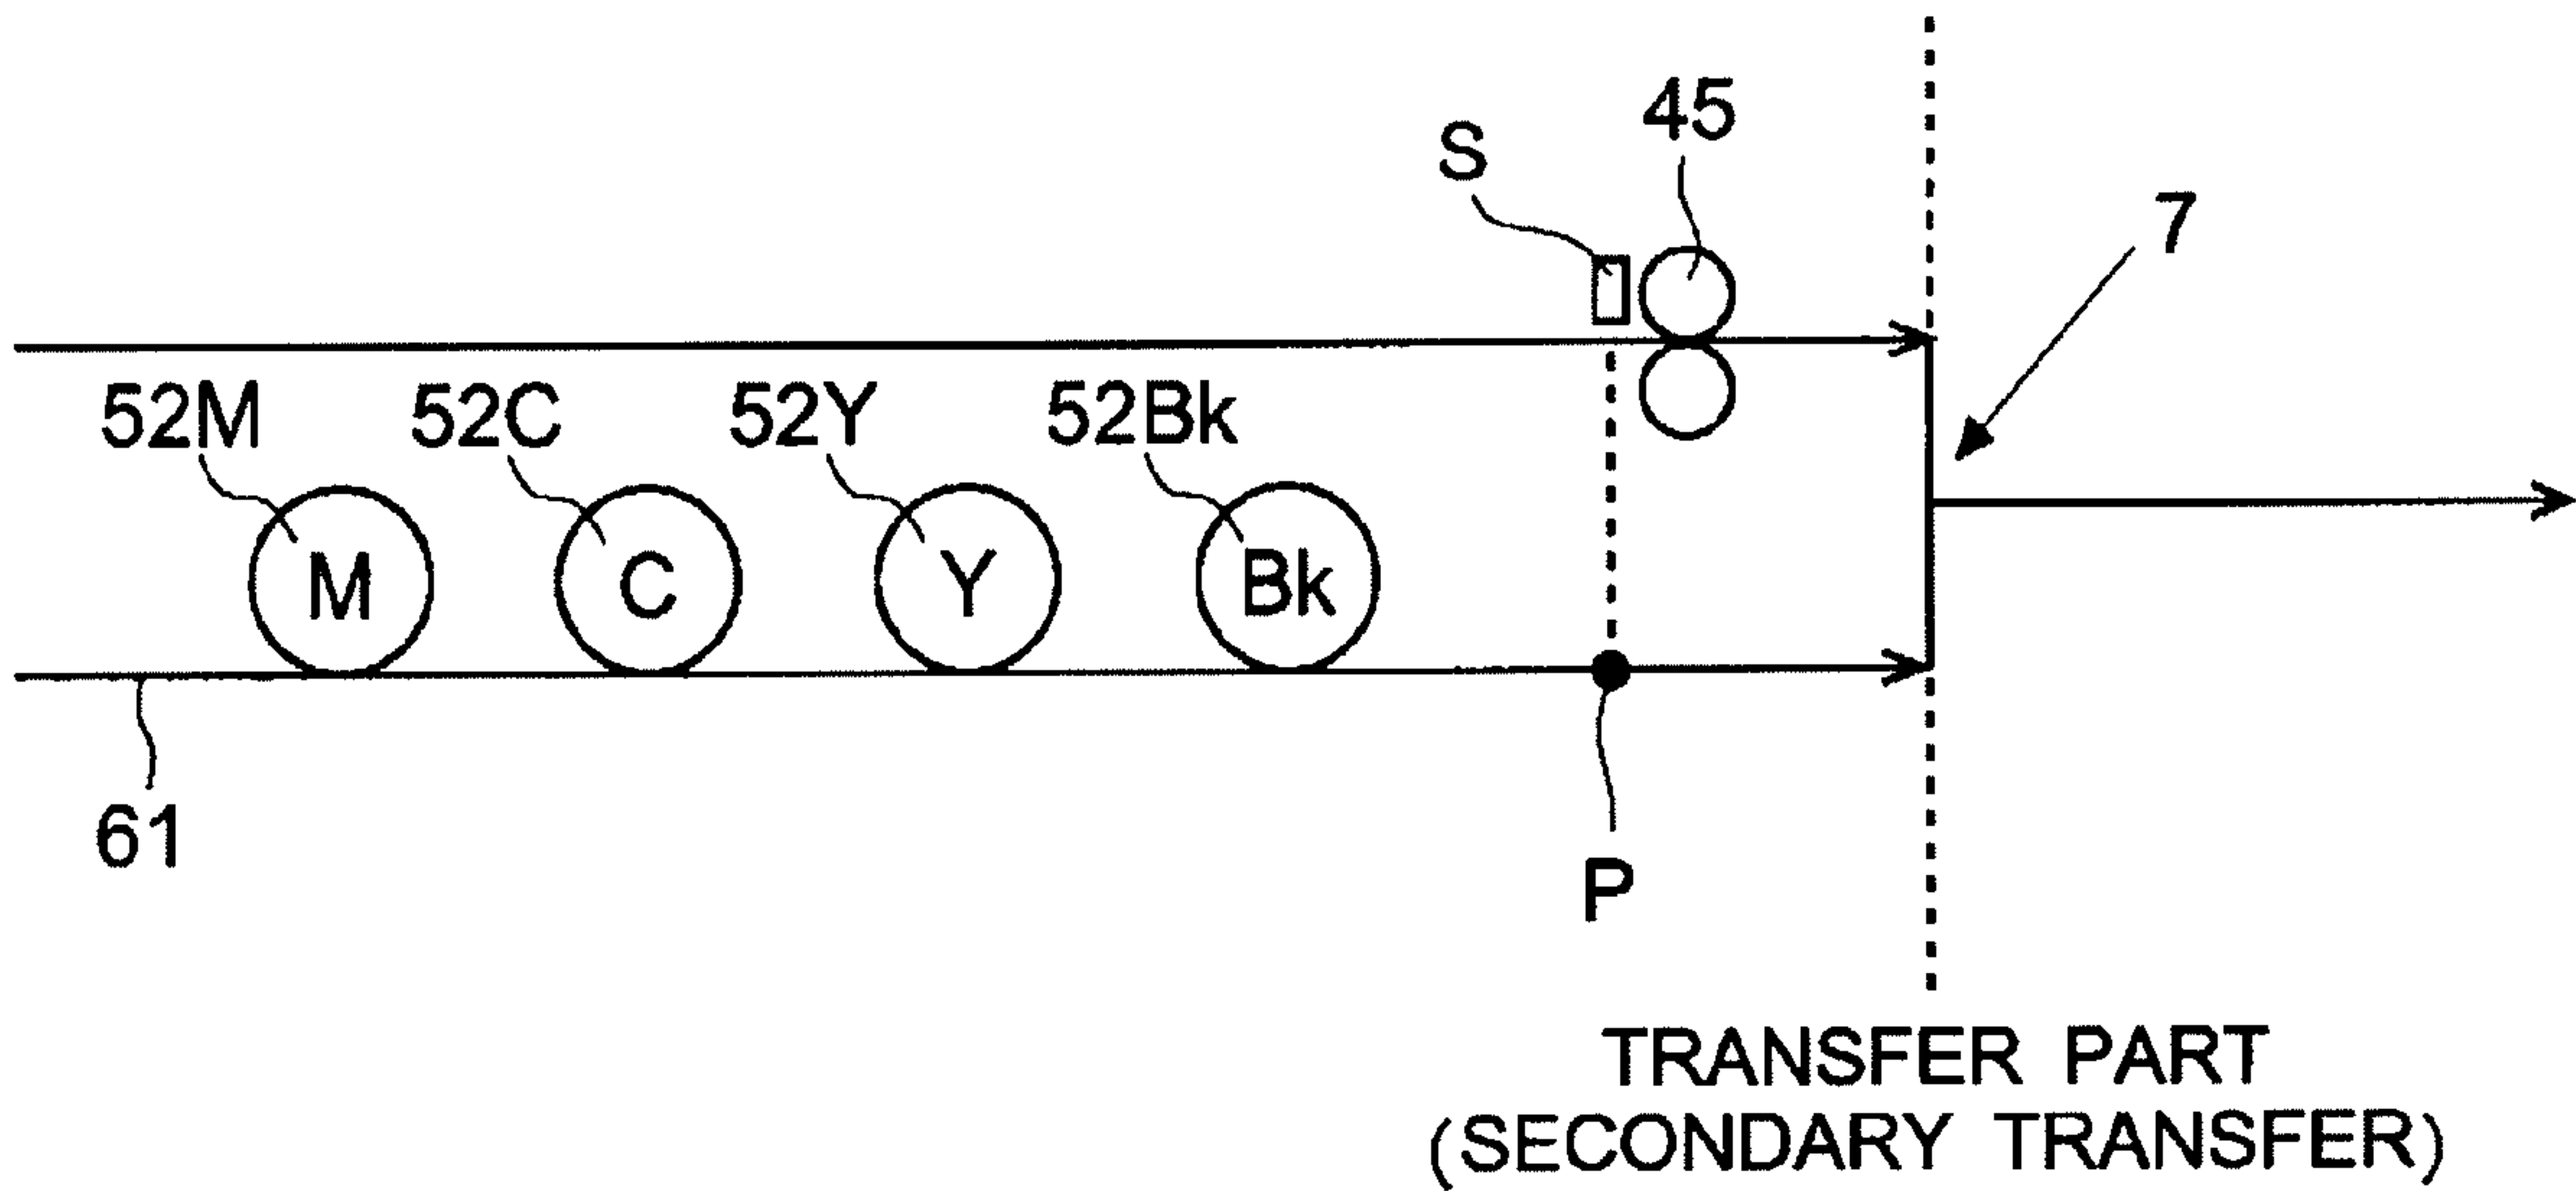 45
S
7
52M 52C 52Y 52Bk
M C Y Bk
61
P
TRANSFER PART
(SECONDARY TRANSFER)